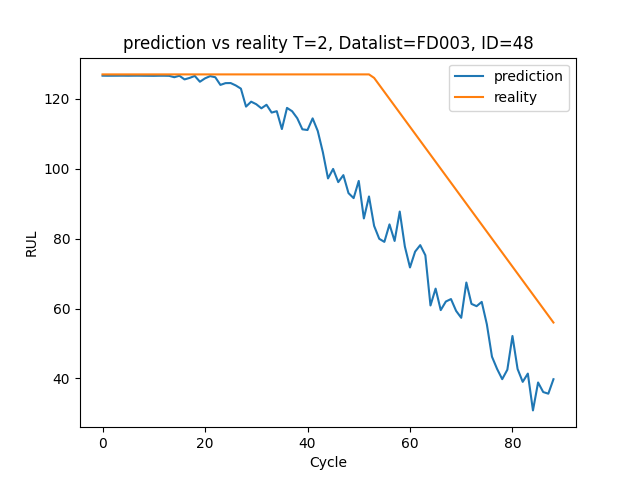 prediction vs reality T=2, Datalist=FD003, ID=48
prediction
reality
120
100
80
60
40
RUL
0
20
40
60
80
Cycle